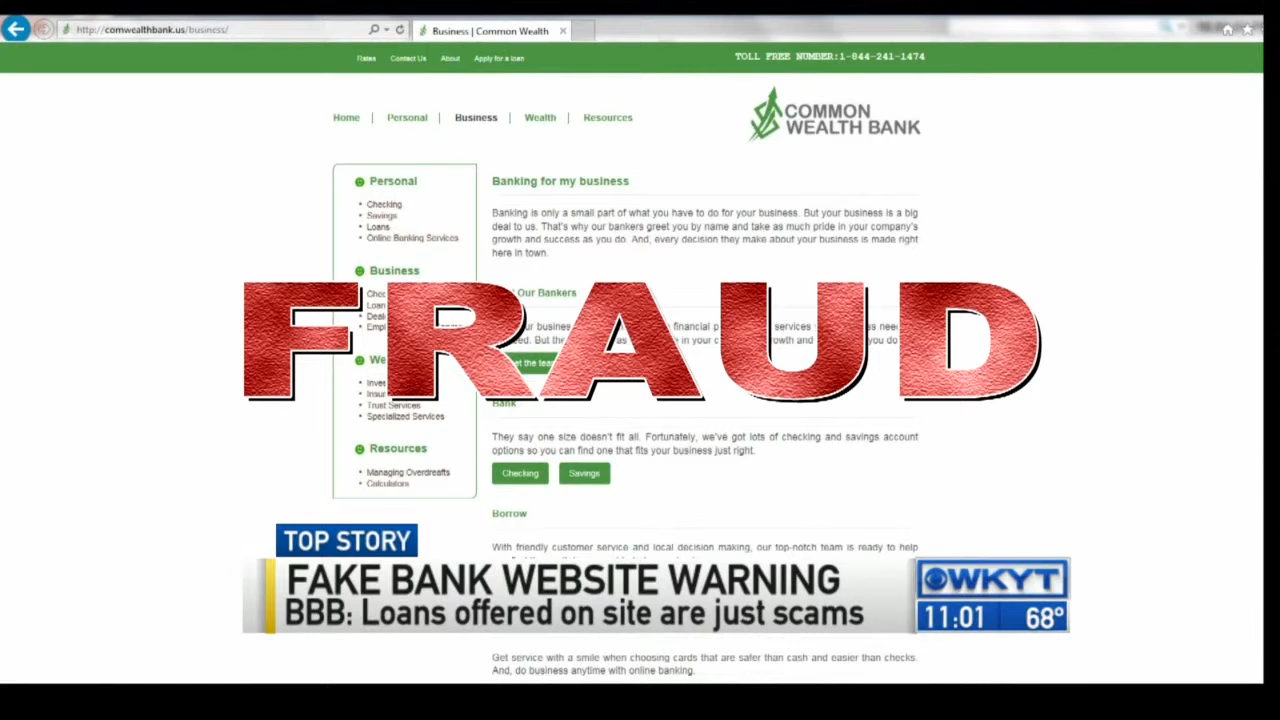 http://comwealthbank.us/business/
Business | Common Wealth
Rates Contact Us About Apply for a loan
TOLL FREE NUMBER:1-844-241-1474
Home | Personal | Business | Wealth | Resources
COMMON
WEALTH BANK
Personal
Checking
Savings
Loans
Online Banking Services
Business
Resources
Trust Services
Specialized Services
Managing Overdreafts
Calculators
Banking for my business
Banking is only a small part of what you have to do for your business. But your business is a big
deal to us. That's why our bankers greet you by name and take as much pride in your company's
growth and success as you do. And, every decision they make about your business is made right
here in town.
Our Bankers
financial services
FRAUD
Bank
They say one size doesn't fit all. Fortunately, we've got lots of checking and savings account
options so you can find one that fits your business just right.
Checking Savings
Borrow
With friendly customer service and local decision making, our top-notch team is ready to help
TOP STORY
FAKE BANK WEBSITE WARNING
BBB: Loans offered on site are just scams
WKYT
11:01 68°
Get service with a smile when choosing cards that are safer than cash and easier than checks.
And, do business anytime with online banking.